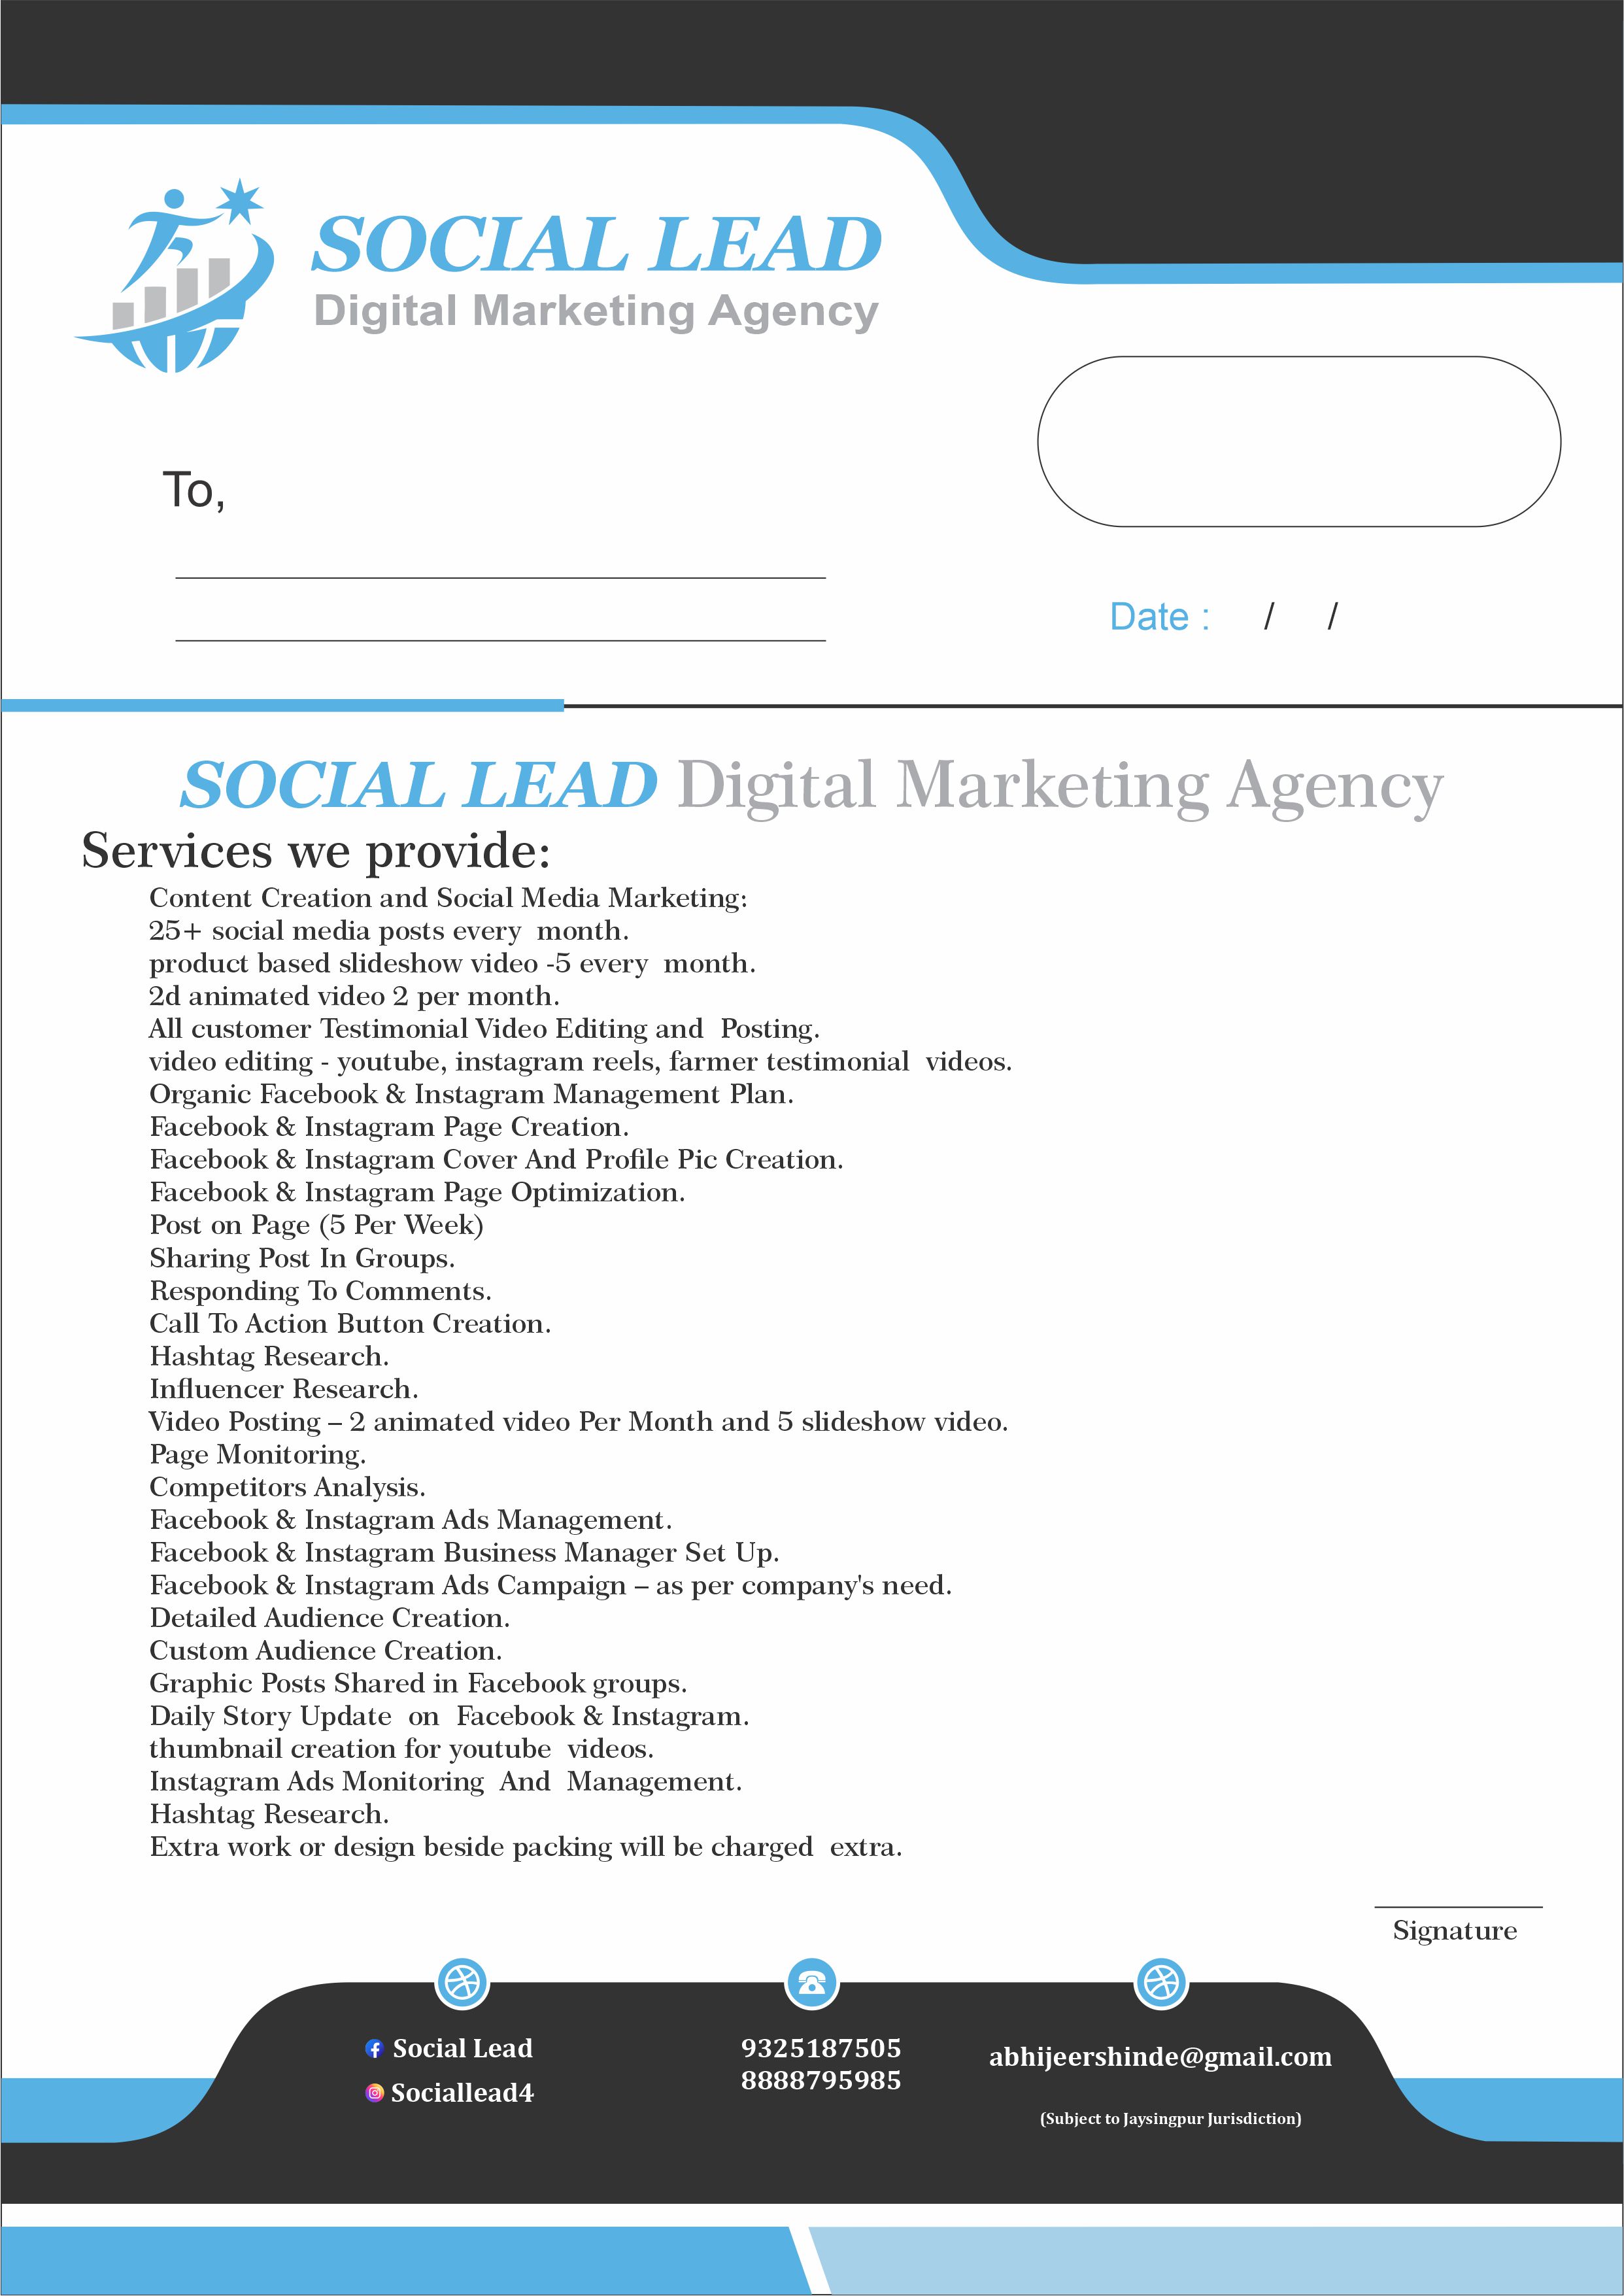 SOCIAL LEAD
Digital Marketing Agency
To,
Date : / /
SOCIAL LEAD Digital Marketing Agency
Services we provide:
Content Creation and Social Media Marketing:
25+ social media posts every month.
product based slideshow video -5 every month.
2d animated video 2 per month.
All customer Testimonial Video Editing and Posting.
video editing - youtube, instagram reels, farmer testimonial videos.
Organic Facebook & Instagram Management Plan.
Facebook & Instagram Page Creation.
Facebook & Instagram Cover And Profile Pic Creation.
Facebook & Instagram Page Optimization.
Post on Page (5 Per Week)
Sharing Post In Groups.
Responding To Comments.
Call To Action Button Creation.
Hashtag Research.
Influencer Research.
Video Posting – 2 animated video Per Month and 5 slideshow video.
Page Monitoring.
Competitors Analysis.
Facebook & Instagram Ads Management.
Facebook & Instagram Business Manager Set Up.
Facebook & Instagram Ads Campaign – as per company's need.
Detailed Audience Creation.
Custom Audience Creation.
Graphic Posts Shared in Facebook groups.
Daily Story Update on Facebook & Instagram.
thumbnail creation for youtube videos.
Instagram Ads Monitoring And Management.
Hashtag Research.
Extra work or design beside packing will be charged extra.
Signature
Social Lead
Sociallead4
9325187505
8888795985
abhijeershinde@gmail.com
(Subject to Jaysingpur Jurisdiction)